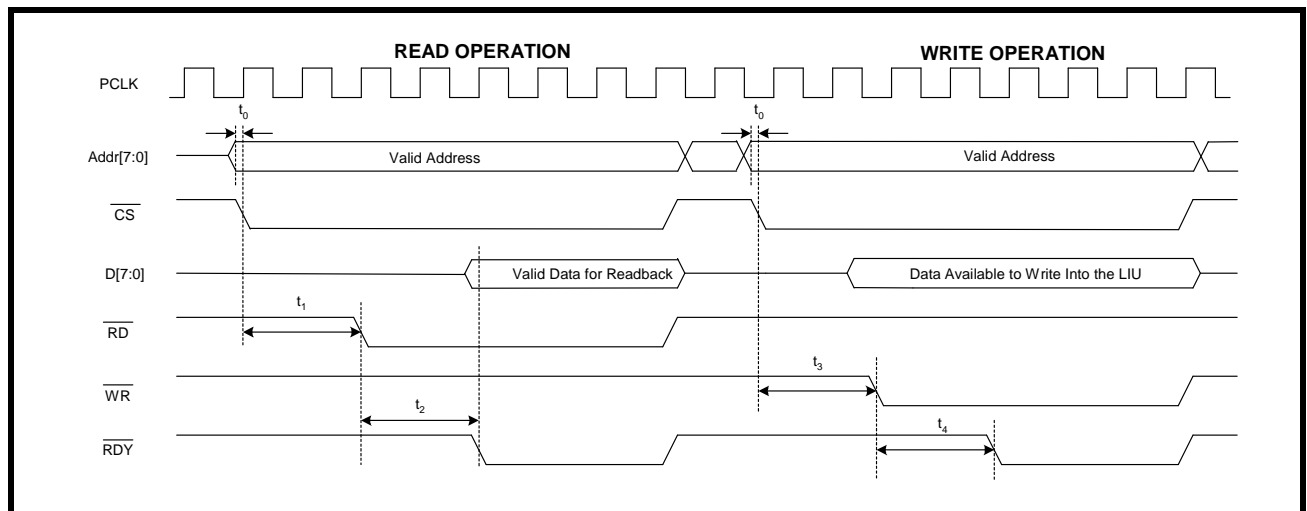 READ OPERATION WRITE OPERATION
PCLK
t0 t0
Addr[7:0] Valid Address Valid Address
CS
D[7:0] Valid Data for Readback Data Available to Write Into the LIU
t1
RD
t3
WR
t2 t4
RDY